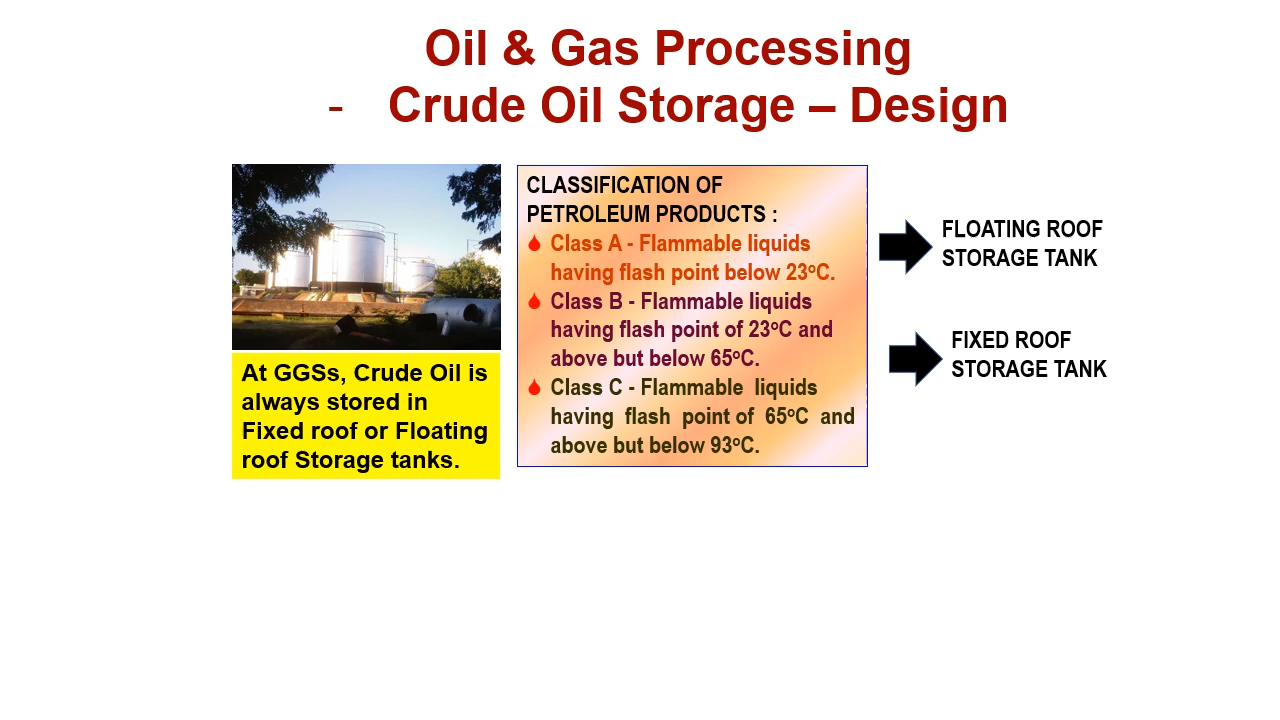 Oil & Gas Processing
- Crude Oil Storage – Design
At GGSs, Crude Oil is
always stored in
Fixed roof or Floating
roof Storage tanks.
CLASSIFICATION OF
PETROLEUM PRODUCTS :
Class A - Flammable liquids
having flash point below 23ºC.
Class B - Flammable liquids
having flash point of 23ºC and
above but below 65ºC.
Class C - Flammable liquids
having flash point of 65ºC and
above but below 93ºC.
FLOATING ROOF
STORAGE TANK
FIXED ROOF
STORAGE TANK